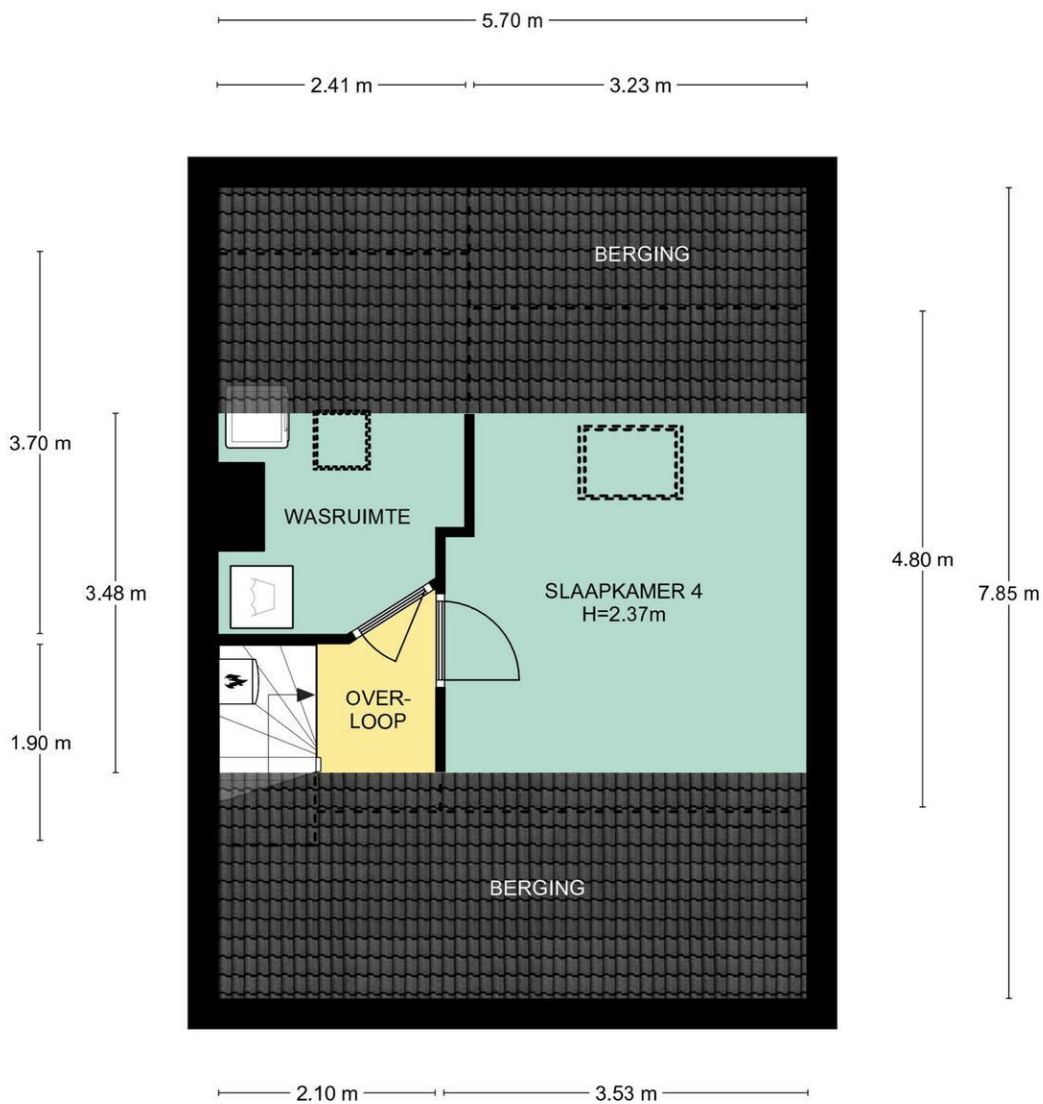 5.70 m
2.41 m
3.23 m
BERGING
3.70 m
WASRUIMTE
4.80 m
3.48 m
SLAAPKAMER 4
H=2.37m
7.85 m
OVER-
LOOP
1.90 m
BERGING
2.10 m
3.53 m